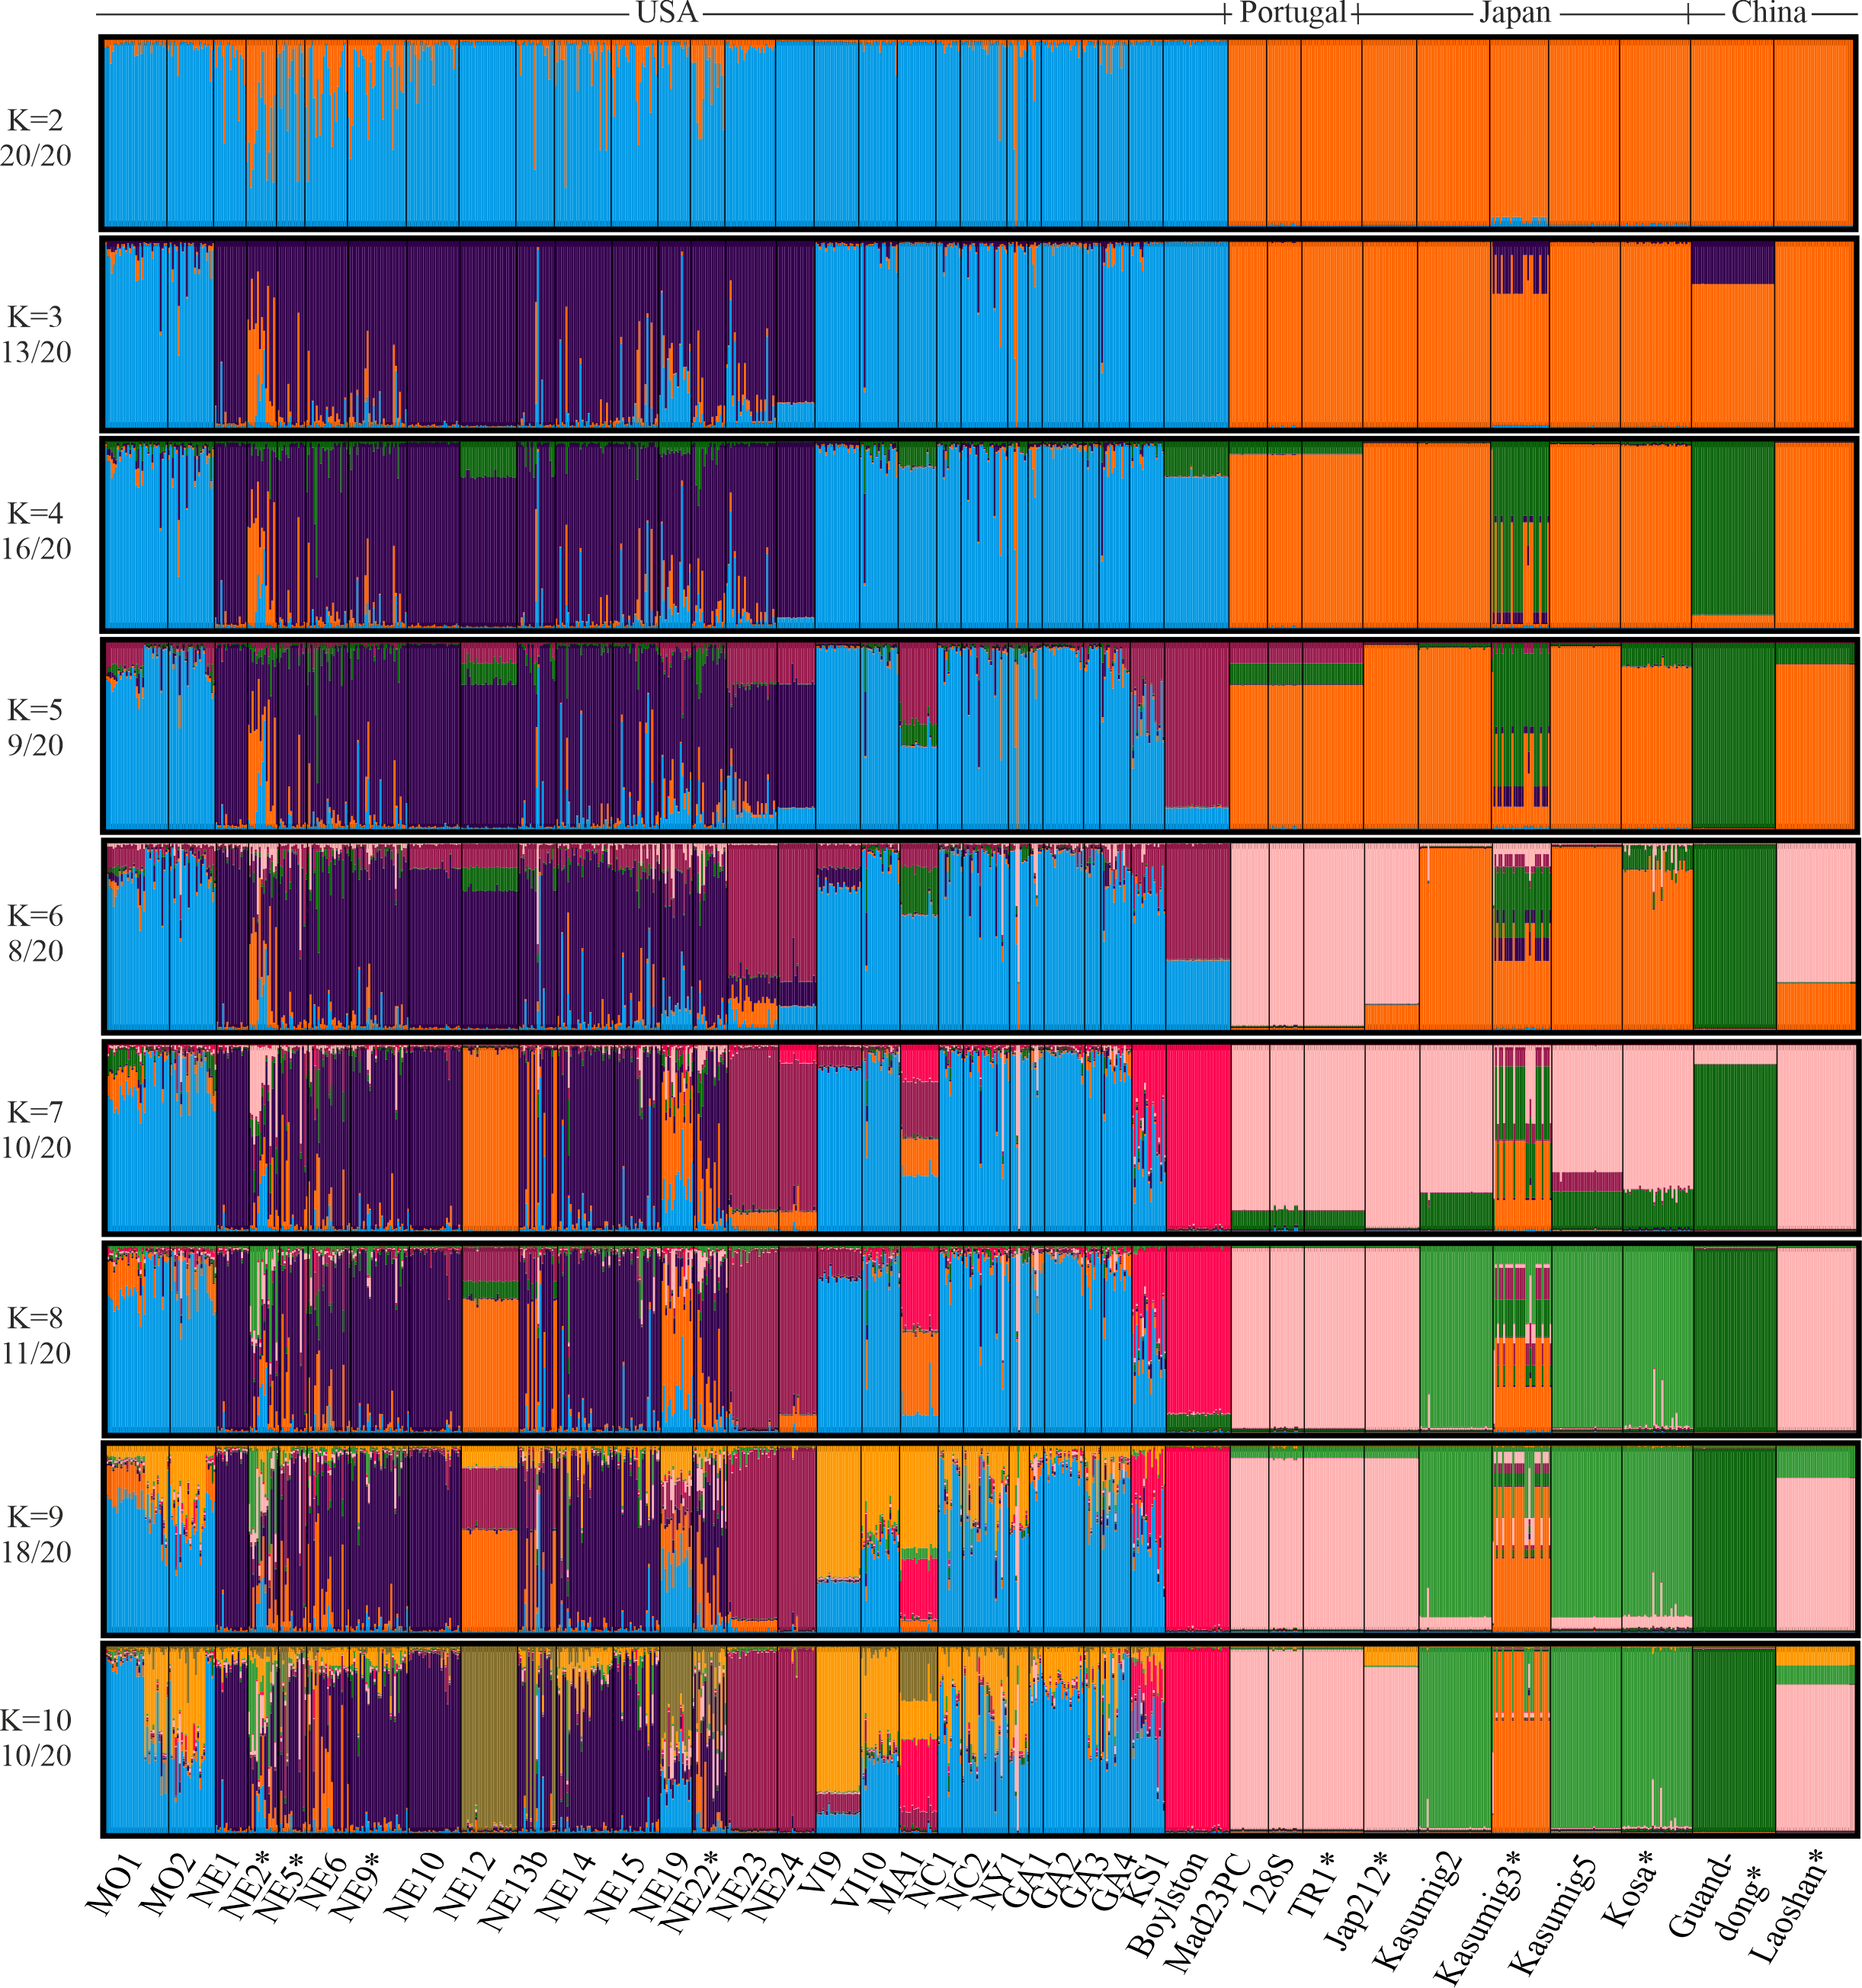 USA Portugal Japan China
K=2
20/20
K=3
13/20
K=4
16/20
K=5
9/20
K=6
8/20
K=7
10/20
K=8
11/20
K=9
18/20
K=10
10/20
MO1
MO2
NE1
NE2*
NE5*
NE6
NE9*
NE10
NE12
NE13b
NE14
NE15
NE19
NE22*
NE23
NE24
VI9
VI10
MA1
NC1
NC2
NY1
GA1
GA2
GA3
GA4
KS1
Boylston
Mad23PC
128S
TR1*
Jap212*
Kasumig2
Kasumig3*
Kasumig5
Kosa*
Guand-
dong*
Laoshan*